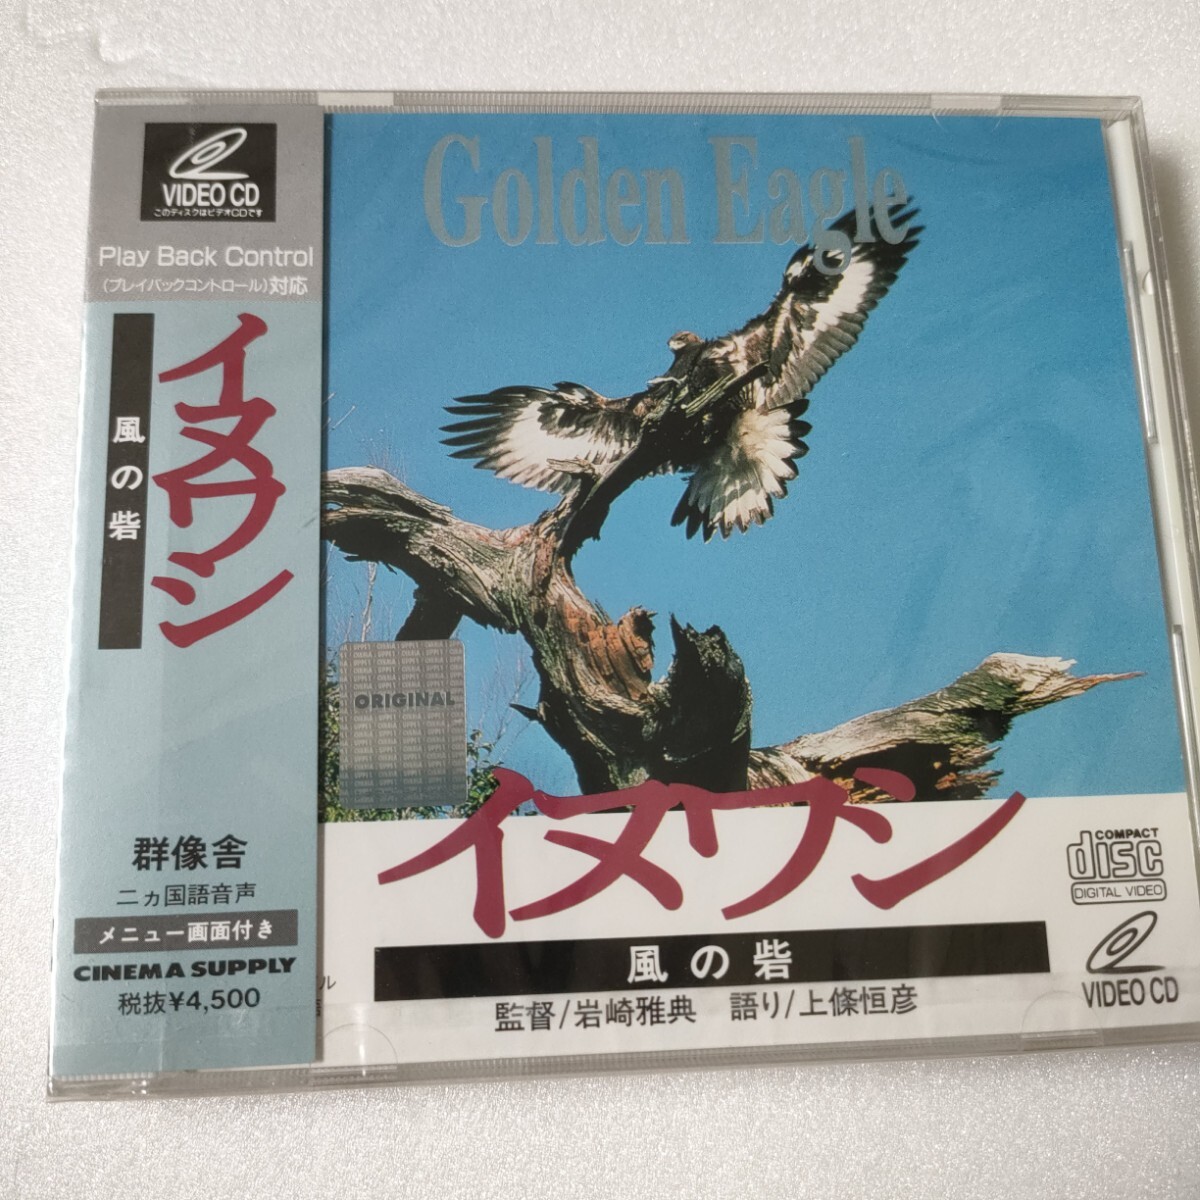 VIDEO CD
このディスクはビデオCDです
Play Back Control
(プレイバックコントロール)対応
イヌワシ
風の砦
群像舎
二ヵ国語音声
メニュー画面付き
CINEMA SUPPLY
税抜¥4,500
Golden Eagle
ORIGINAL
イヌワシ
風の砦
監督/岩崎雅典 語り/上條恒彦
COMPACT
disc
DIGITAL VIDEO
VIDEO CD